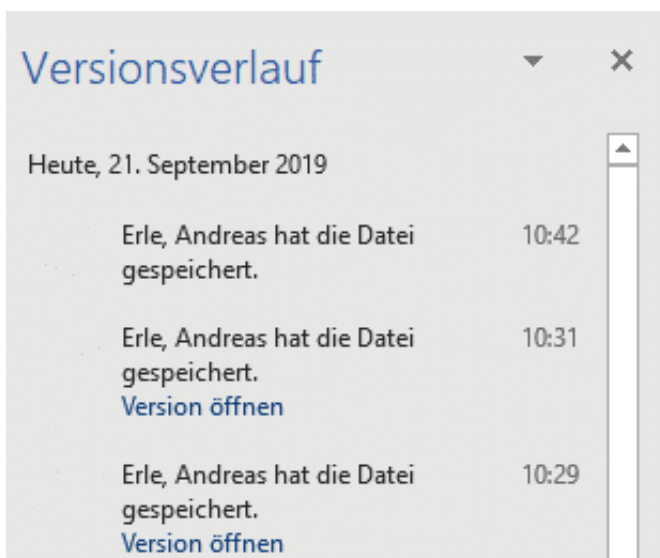 Versionsverlauf
Heute, 21. September 2019
Erle, Andreas hat die Datei 10:42
gespeichert.
Erle, Andreas hat die Datei 10:31
gespeichert.
Version öffnen
Erle, Andreas hat die Datei 10:29
gespeichert.
Version öffnen